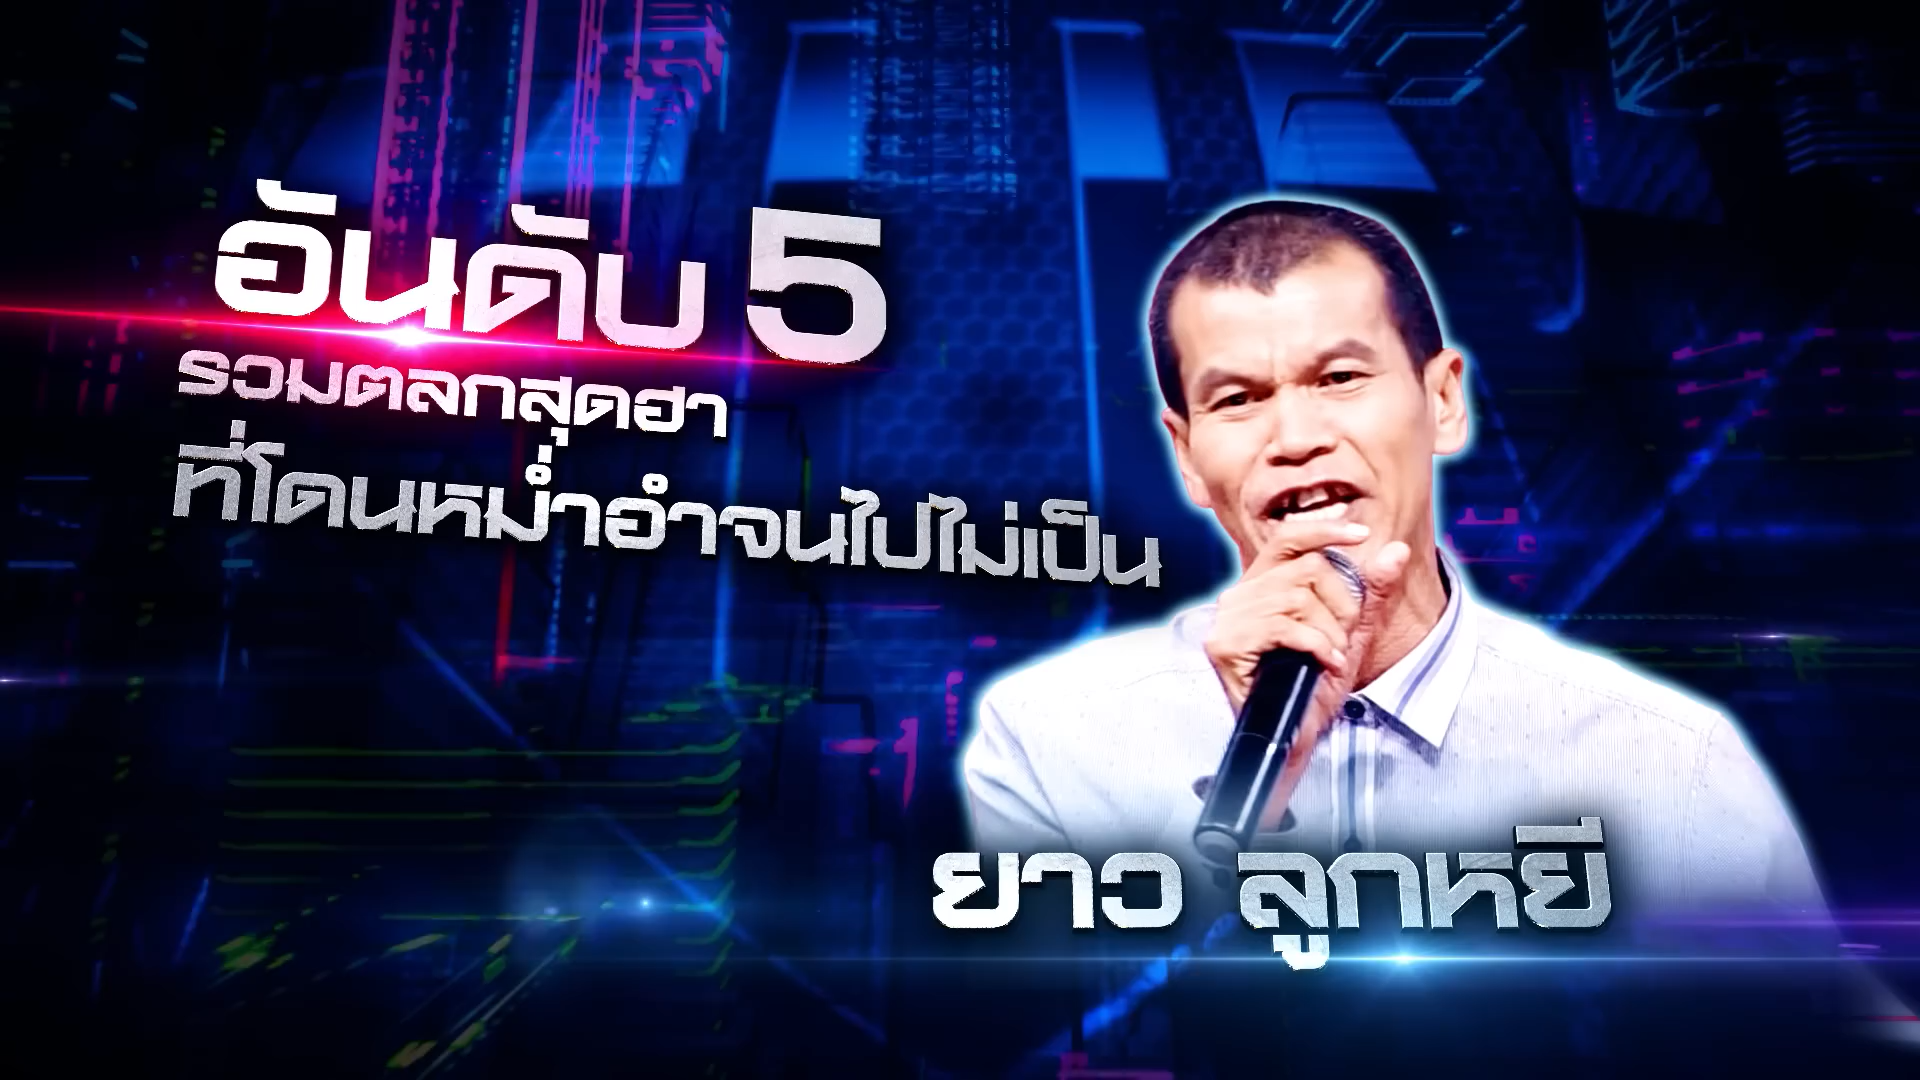 อันดับ 5
รวมตลกสุดฮา
ที่โดนหม่ำอำจนไปไม่เป็น
ยาว ลูกหยี